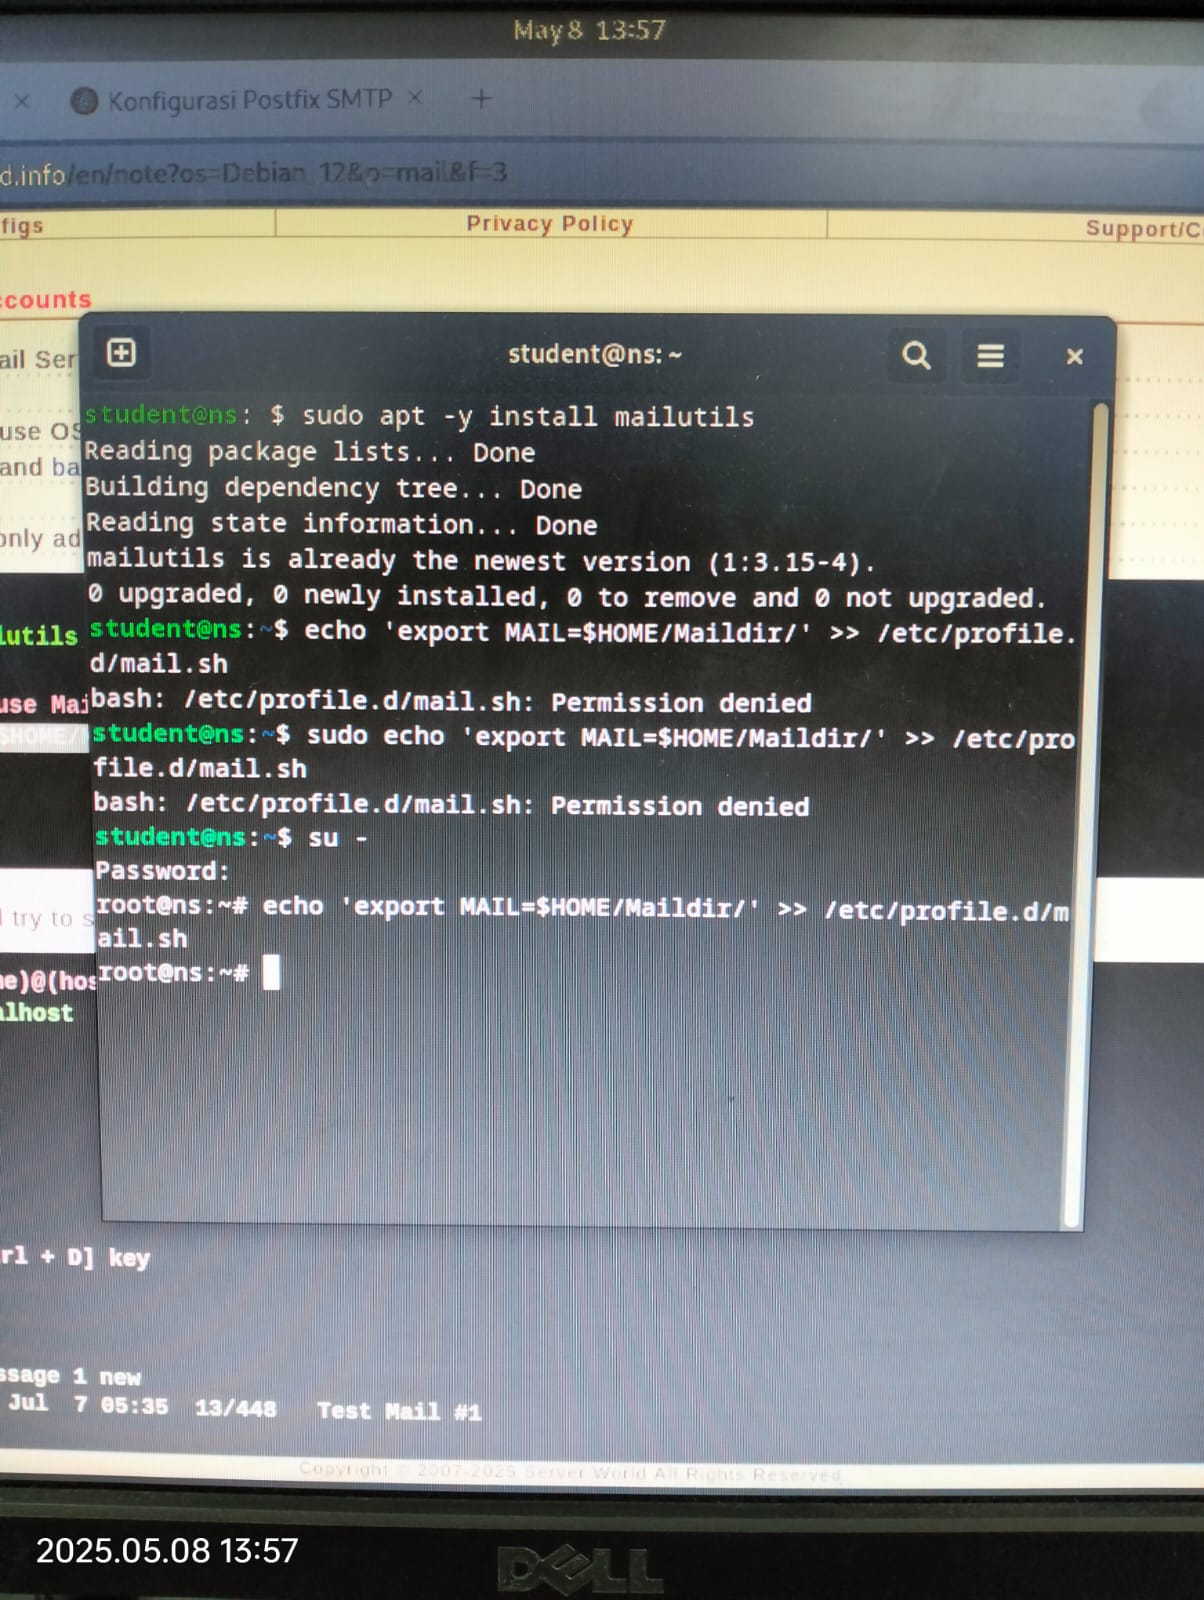 May 8 13:57
Konfigurasi Postfix SMTP
d.info/en/note?os=Debian_12&p=mail&f=3
figs Privacy Policy Support/C
ccounts
ail Ser
use OS
and ba
only ad
lutils
use Mai
$HOME/
try to s
e)@(hos
alhost
student@ns: ~
student@ns: $ sudo apt -y install mailutils
Reading package lists... Done
Building dependency tree... Done
Reading state information... Done
mailutils is already the newest version (1:3.15-4).
0 upgraded, 0 newly installed, 0 to remove and 0 not upgraded.
student@ns:~$ echo 'export MAIL=$HOME/Maildir/' >> /etc/profile.
d/mail.sh
bash: /etc/profile.d/mail.sh: Permission denied
student@ns:~$ sudo echo 'export MAIL=$HOME/Maildir/' >> /etc/pro
file.d/mail.sh
bash: /etc/profile.d/mail.sh: Permission denied
student@ns:~$ su -
Password:
root@ns:~# echo 'export MAIL=$HOME/Maildir/' >> /etc/profile.d/m
ail.sh
root@ns:~#
rl + D] key
ssage 1 new
Jul 7 05:35 13/448 Test Mail #1
Copyright © 2007-2025 Server World All Rights Reserved.
2025.05.08 13:57
DELL